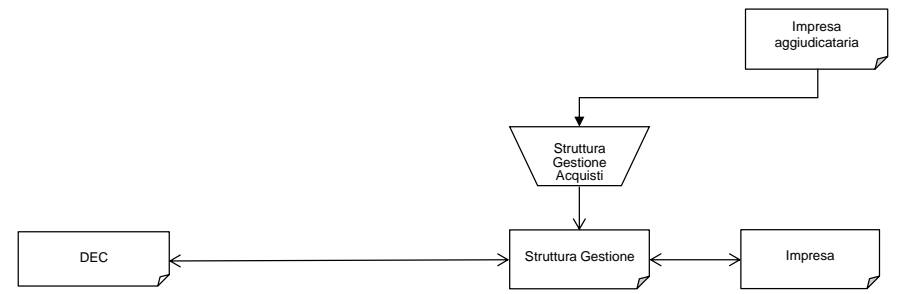 Impresa
aggiudicataria
Struttura
Gestione
Acquisti
DEC
Struttura Gestione
Impresa